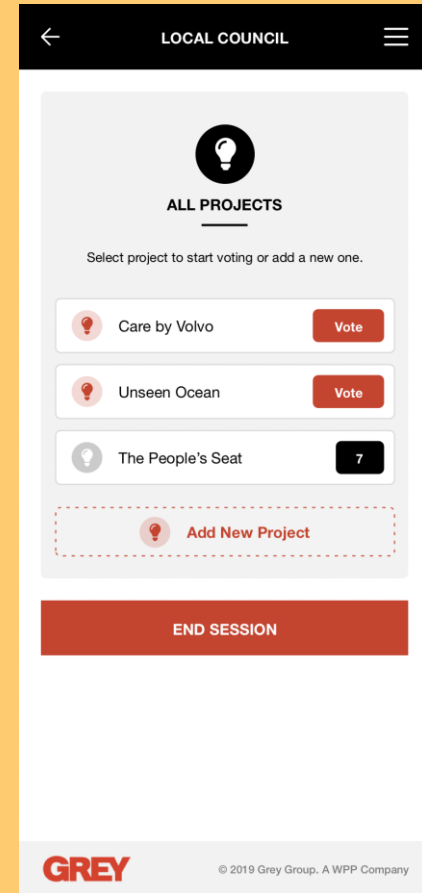 LOCAL COUNCIL
ALL PROJECTS
Select project to start voting or add a new one.
Care by Volvo
Vote
Unseen Ocean
Vote
The People’s Seat
7
Add New Project
END SESSION
GREY
© 2019 Grey Group. A WPP Company